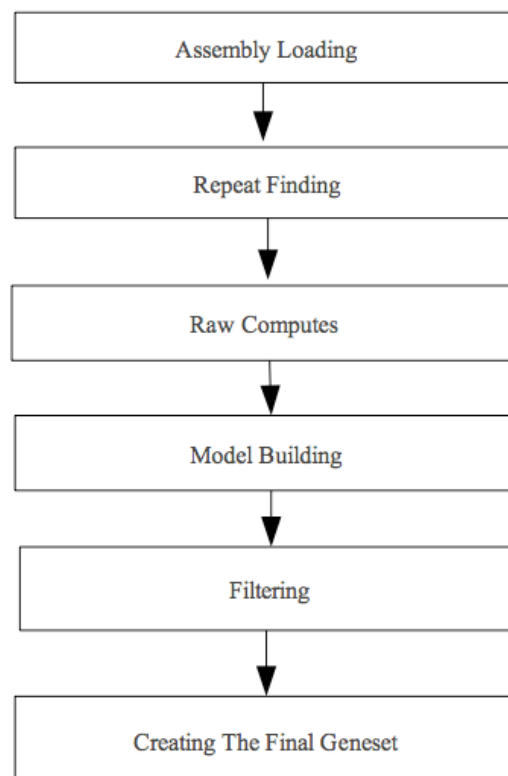 Assembly Loading
Repeat Finding
Raw Computes
Model Building
Filtering
Creating The Final Geneset